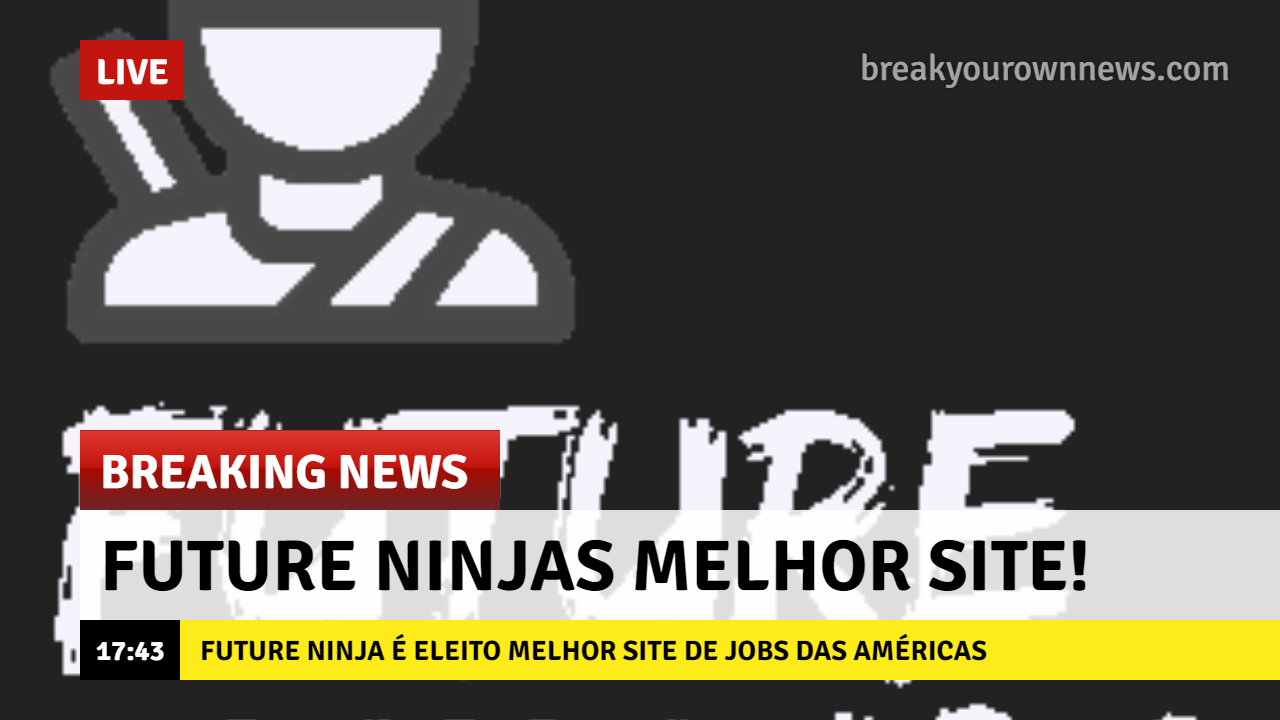 LIVE
breakyourownnews.com
FUTURE
BREAKING NEWS
FUTURE NINJAS MELHOR SITE!
17:43
FUTURE NINJA É ELEITO MELHOR SITE DE JOBS DAS AMÉRICAS